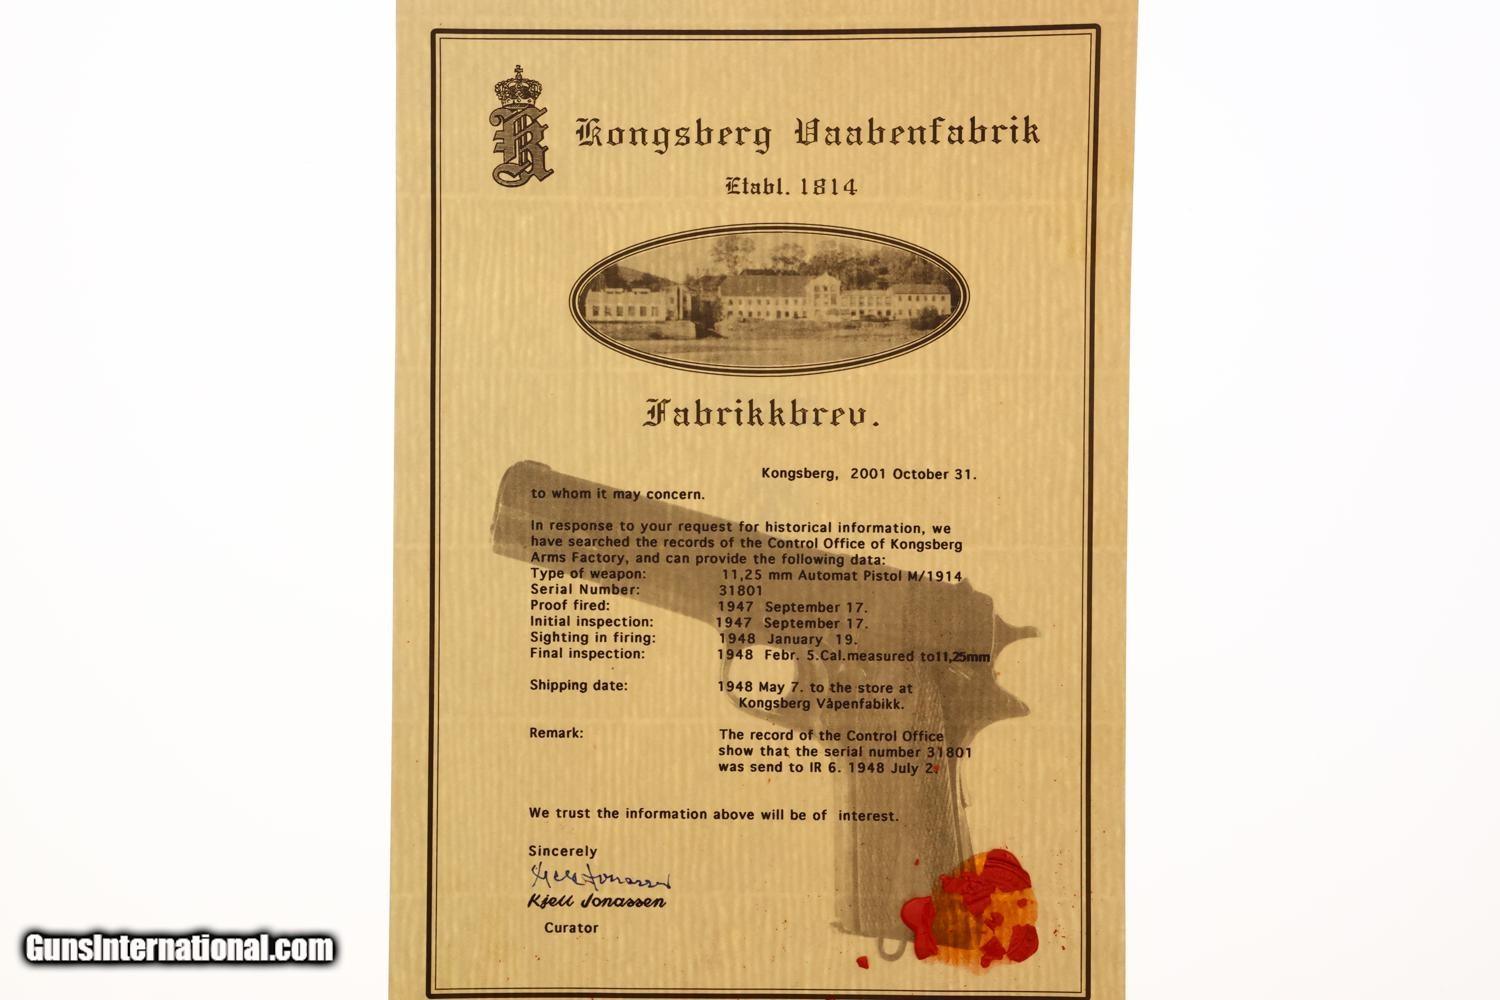 Kongsberg Vaabenfabrik
Etabl. 1814
Fabrikkbrev.
Kongsberg, 2001 October 31.
to whom it may concern.
In response to your request for historical information, we
have searched the records of the Control Office of Kongsberg
Arms Factory, and can provide the following data:
Type of weapon: 11,25 mm Automat Pistol M/1914
Serial Number: 31801
Proof fired: 1947 September 17.
Initial inspection: 1947 September 17.
Sighting in firing: 1948 January 19.
Final inspection: 1948 Febr. 5.Cal.measured to11,25mm
Shipping date: 1948 May 7. to the store at
Kongsberg Våpenfabikk.
Remark: The record of the Control Office
show that the serial number 31801
was send to IR 6. 1948 July 2.
We trust the information above will be of interest.
Sincerely
Kjell Jonassen
Kjell Jonassen
Curator
GunsInternational.com